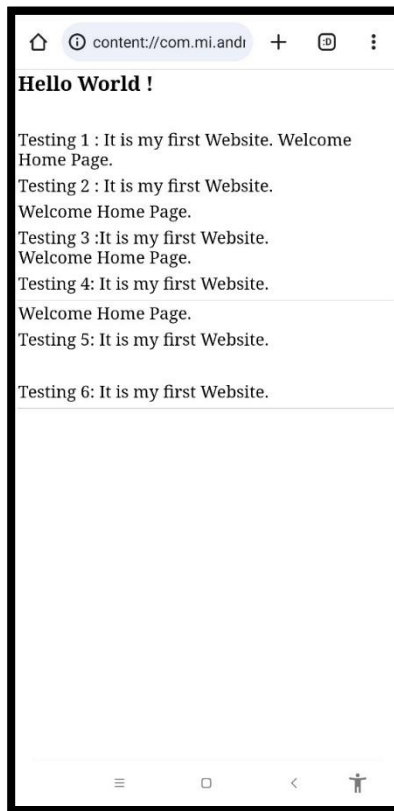 content://com.mi.andr
:D
Hello World !
Testing 1 : It is my first Website. Welcome
Home Page.
Testing 2 : It is my first Website.
Welcome Home Page.
Testing 3 :It is my first Website.
Welcome Home Page.
Testing 4: It is my first Website.
Welcome Home Page.
Testing 5: It is my first Website.
Testing 6: It is my first Website.